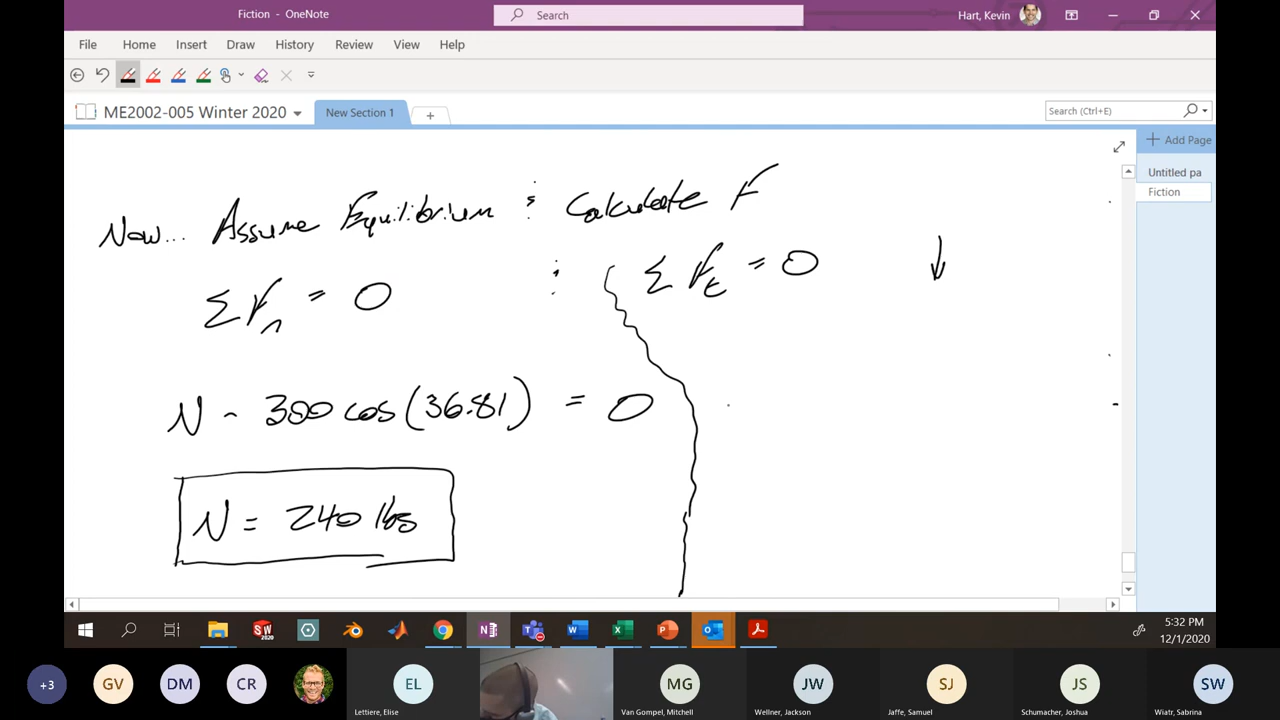 Fiction - OneNote
Search
Hart, Kevin
File Home Insert Draw History Review View Help
ME2002-005 Winter 2020
New Section 1
+
Search (Ctrl+E)
Add Page
Untitled pa
Fiction
Now... Assume Equilibrium & Calculate F
ΣFn = 0 & ΣFt = 0 ↓
N - 300 cos(36.81) = 0
N = 240 lbs
5:32 PM
12/1/2020
+3 GV DM CR EL MG JW SJ JS SW
Lettiere, Elise
Van Gompel, Mitchell
Wellner, Jackson
Jaffe, Samuel
Schumacher, Joshua
Wiatr, Sabrina